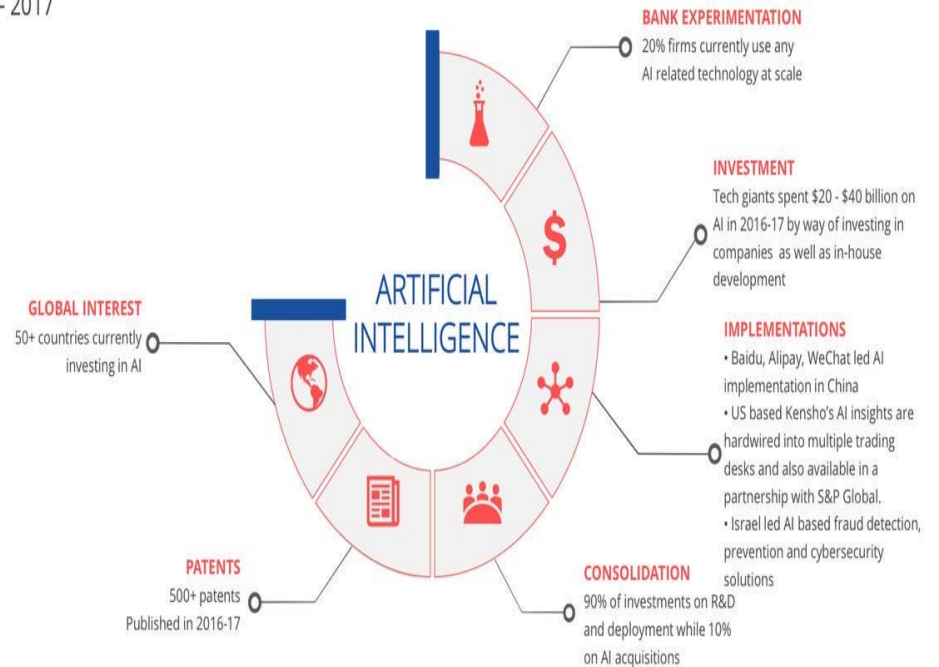 - 2017
BANK EXPERIMENTATION
20% firms currently use any
AI related technology at scale
INVESTMENT
Tech giants spent $20 - $40 billion on
AI in 2016-17 by way of investing in
companies as well as in-house
development
ARTIFICIAL
INTELLIGENCE
GLOBAL INTEREST
50+ countries currently
investing in AI
IMPLEMENTATIONS
• Baidu, Alipay, WeChat led AI
implementation in China
• US based Kensho's AI insights are
hardwired into multiple trading
desks and also available in a
partnership with S&P Global.
• Israel led AI based fraud detection,
prevention and cybersecurity
solutions
PATENTS
500+ patents
Published in 2016-17
CONSOLIDATION
90% of investments on R&D
and deployment while 10%
on AI acquisitions